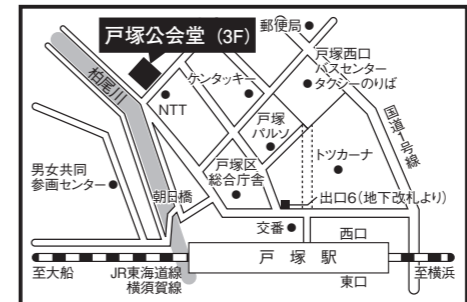 戸塚公会堂（3F）
郵便局
戸塚西口
バスセンター
タクシーのりば
柏尾川
ケンタッキー
NTT
国道1号線
戸塚
パルソ
トツカーナ
男女共同
参画センター
朝日橋
戸塚区
総合庁舎
出口6（地下改札より）
交番
西口
戸塚駅
至大船
JR東海道線
横須賀線
東口
至横浜